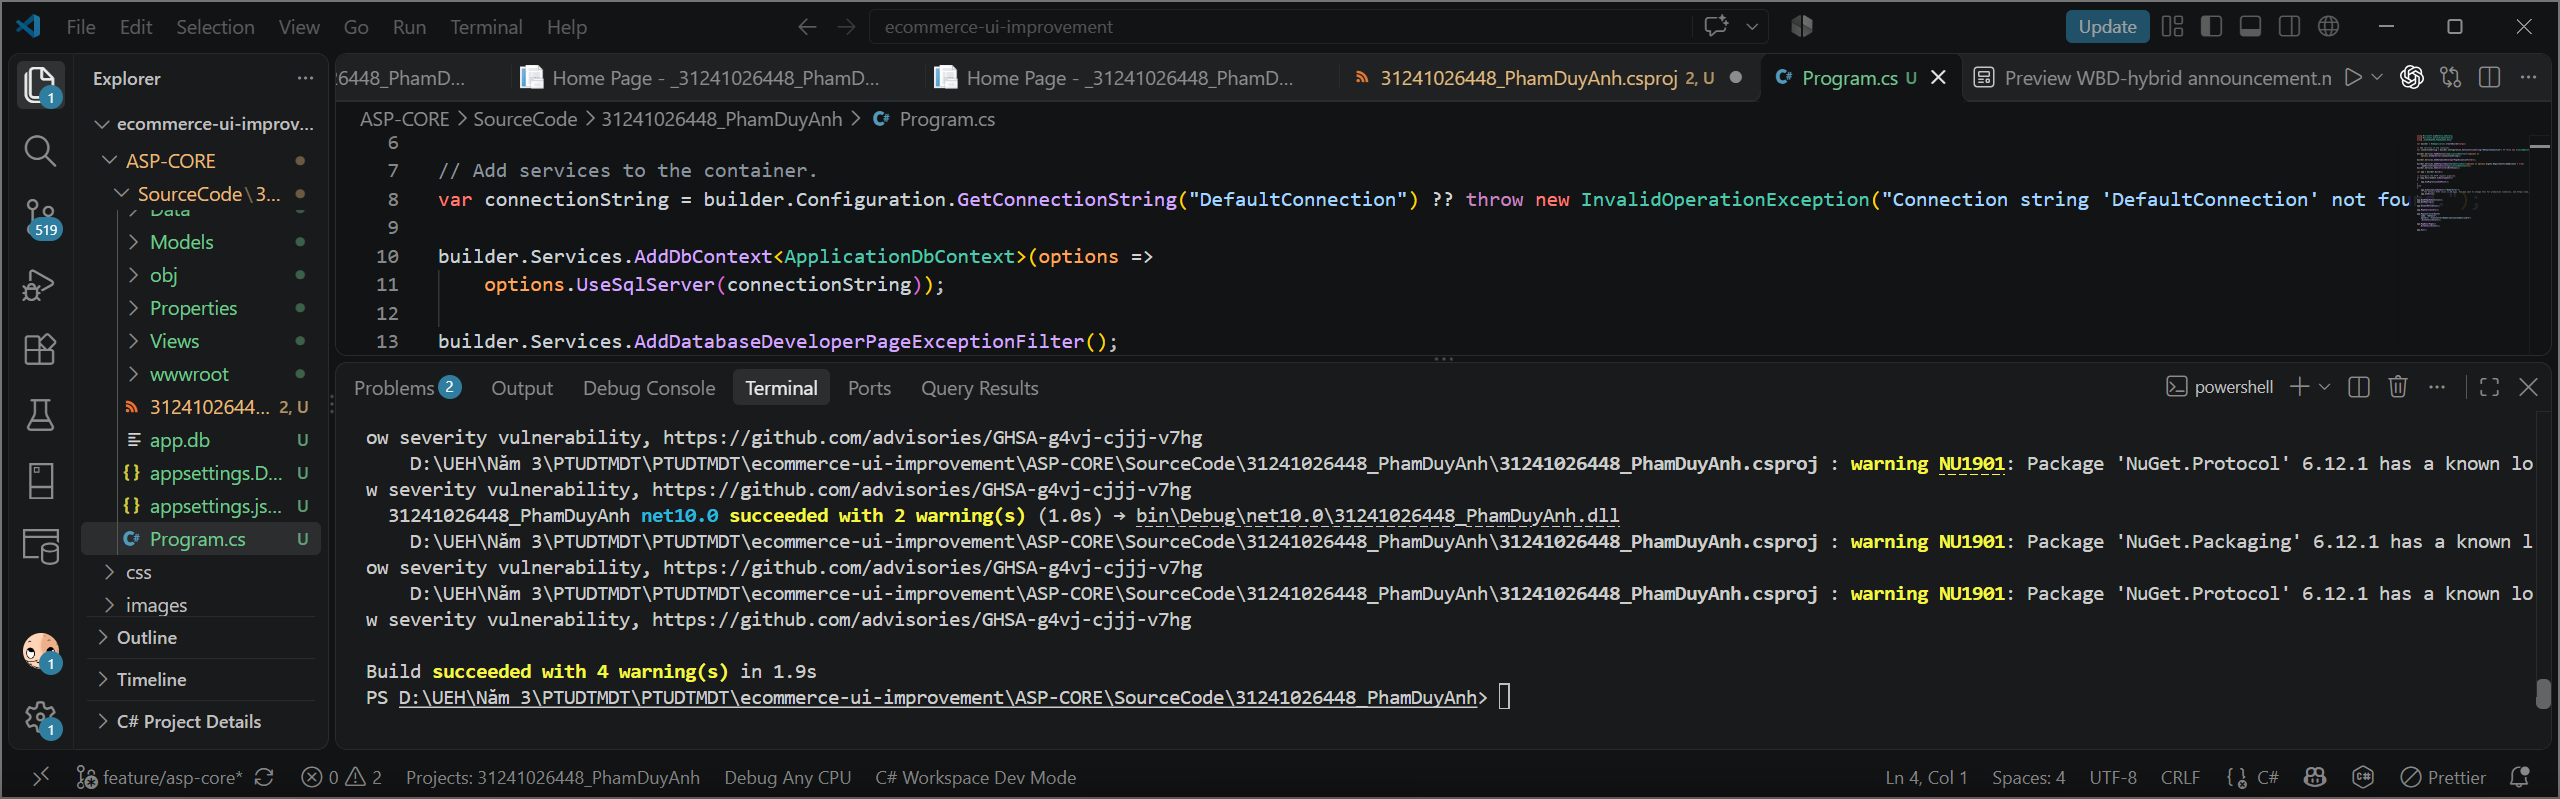 File Edit Selection View Go Run Terminal Help
ecommerce-ui-improvement
Update
Explorer
1
26448_PhamD...
Home Page - _31241026448_PhamD...
Home Page - _31241026448_PhamD...
31241026448_PhamDuyAnh.csproj 2, U
C# Program.cs U
Preview WBD-hybrid announcement.n
ecommerce-ui-improv...
ASP-CORE
SourceCode\3...
Data
Models
obj
Properties
Views
wwwroot
3124102644... 2, U
app.db U
{} appsettings.D... U
{} appsettings.js... U
C# Program.cs U
css
images
Outline
Timeline
C# Project Details
519
1
1
ASP-CORE > SourceCode > 31241026448_PhamDuyAnh > C# Program.cs
6
7 // Add services to the container.
8 var connectionString = builder.Configuration.GetConnectionString("DefaultConnection") ?? throw new InvalidOperationException("Connection string 'DefaultConnection' not fou
9
10 builder.Services.AddDbContext<ApplicationDbContext>(options =>
11 options.UseSqlServer(connectionString));
12
13 builder.Services.AddDatabaseDeveloperPageExceptionFilter();
Problems 2 Output Debug Console Terminal Ports Query Results
powershell
ow severity vulnerability, https://github.com/advisories/GHSA-g4vj-cjjj-v7hg
D:\UEH\Năm 3\PTUDTMDT\PTUDTMDT\ecommerce-ui-improvement\ASP-CORE\SourceCode\31241026448_PhamDuyAnh\31241026448_PhamDuyAnh.csproj : warning NU1901: Package 'NuGet.Protocol' 6.12.1 has a known lo
w severity vulnerability, https://github.com/advisories/GHSA-g4vj-cjjj-v7hg
31241026448_PhamDuyAnh net10.0 succeeded with 2 warning(s) (1.0s) → bin\Debug\net10.0\31241026448_PhamDuyAnh.dll
D:\UEH\Năm 3\PTUDTMDT\PTUDTMDT\ecommerce-ui-improvement\ASP-CORE\SourceCode\31241026448_PhamDuyAnh\31241026448_PhamDuyAnh.csproj : warning NU1901: Package 'NuGet.Packaging' 6.12.1 has a known l
ow severity vulnerability, https://github.com/advisories/GHSA-g4vj-cjjj-v7hg
D:\UEH\Năm 3\PTUDTMDT\PTUDTMDT\ecommerce-ui-improvement\ASP-CORE\SourceCode\31241026448_PhamDuyAnh\31241026448_PhamDuyAnh.csproj : warning NU1901: Package 'NuGet.Protocol' 6.12.1 has a known lo
w severity vulnerability, https://github.com/advisories/GHSA-g4vj-cjjj-v7hg
Build succeeded with 4 warning(s) in 1.9s
PS D:\UEH\Năm 3\PTUDTMDT\PTUDTMDT\ecommerce-ui-improvement\ASP-CORE\SourceCode\31241026448_PhamDuyAnh>
feature/asp-core* 0 2 Projects: 31241026448_PhamDuyAnh Debug Any CPU C# Workspace Dev Mode
Ln 4, Col 1 Spaces: 4 UTF-8 CRLF {} C# Prettier